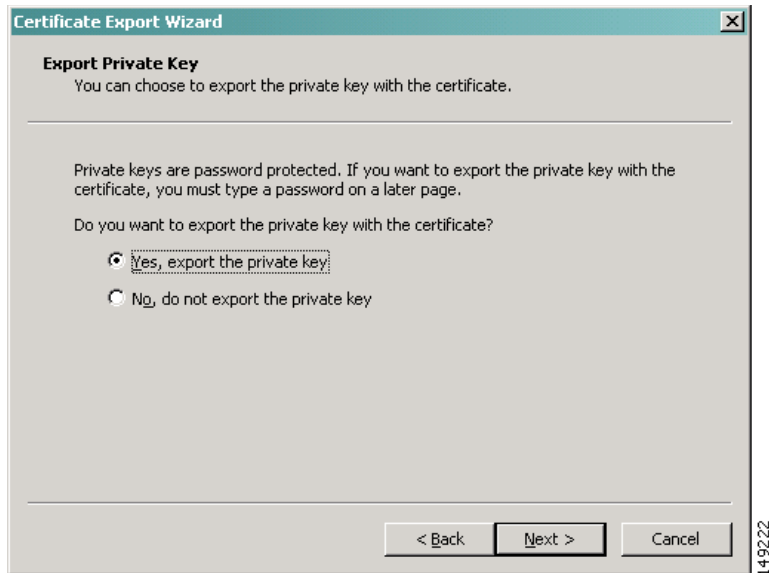 Certificate Export Wizard
Export Private Key
You can choose to export the private key with the certificate.
Private keys are password protected. If you want to export the private key with the
certificate, you must type a password on a later page.
Do you want to export the private key with the certificate?
Yes, export the private key
No, do not export the private key
< Back
Next >
Cancel
149222